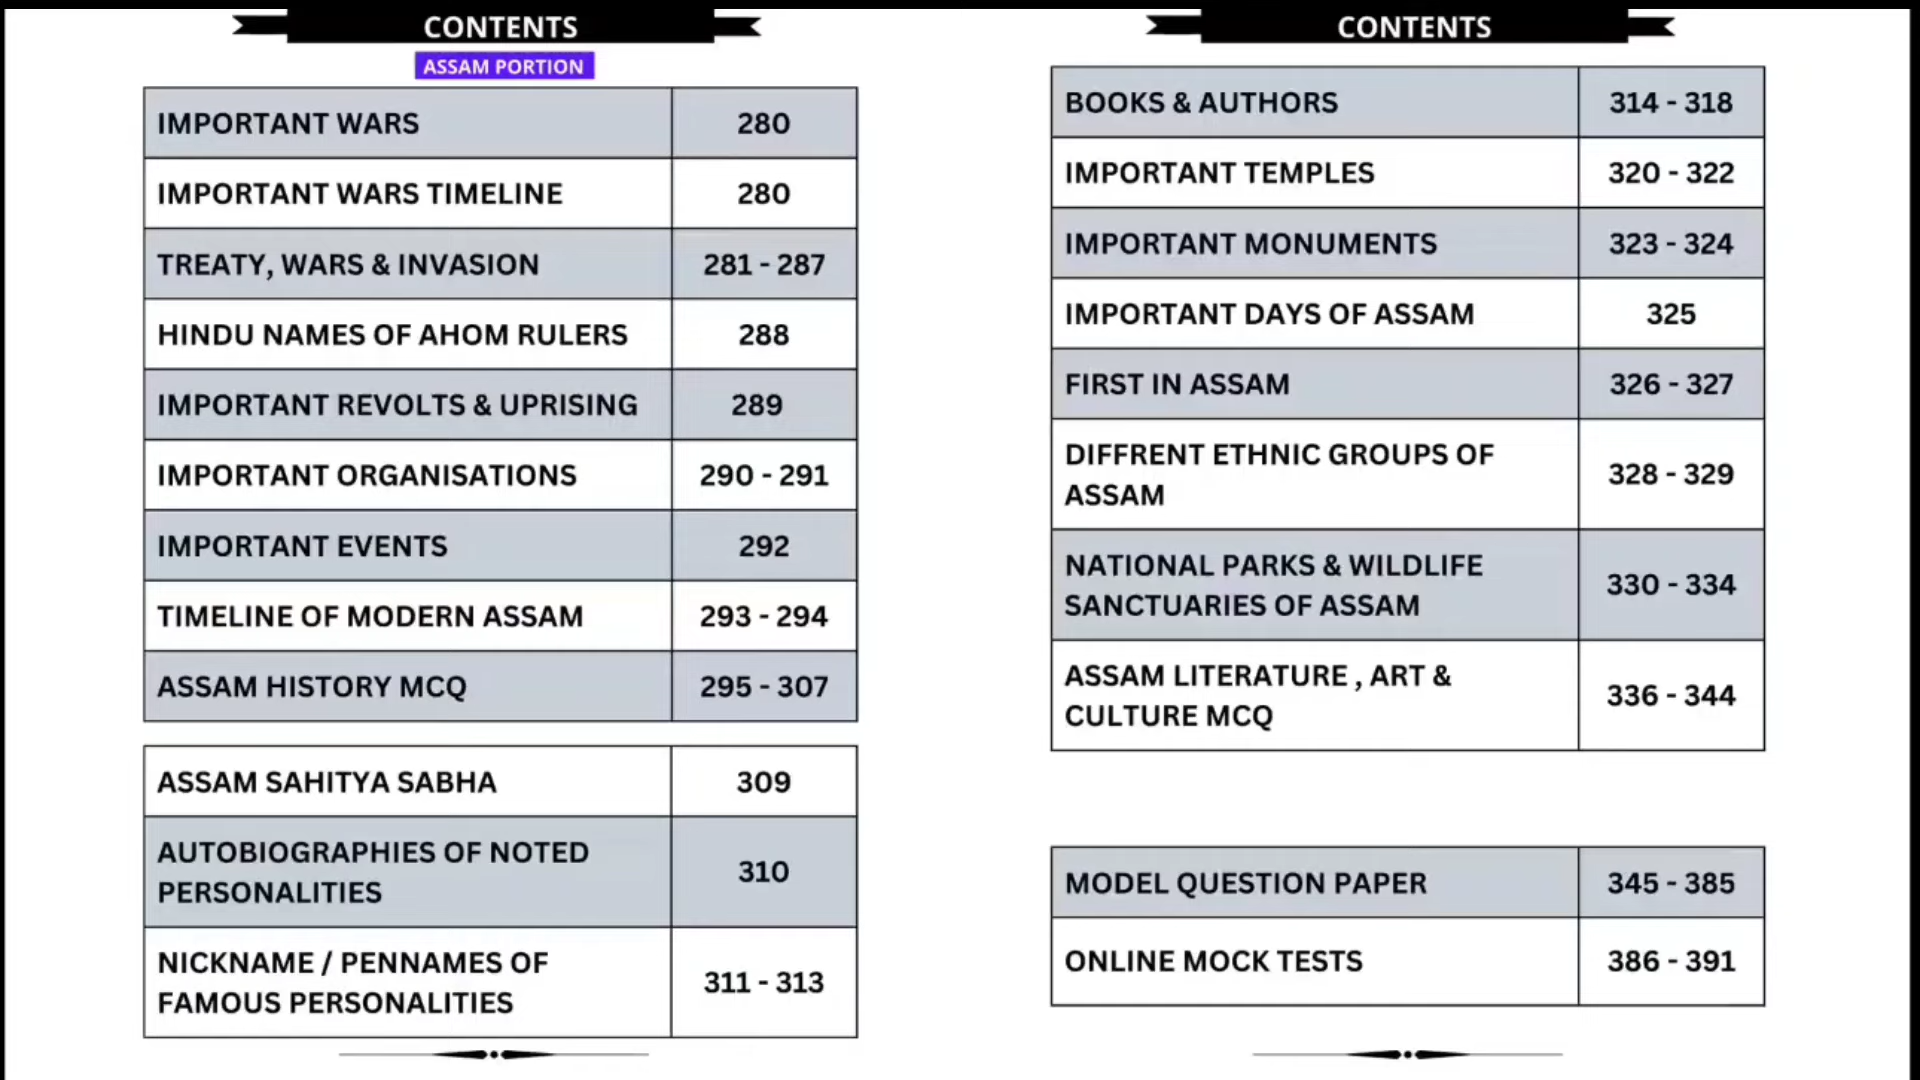 CONTENTS
ASSAM PORTION
IMPORTANT WARS 280
IMPORTANT WARS TIMELINE 280
TREATY, WARS & INVASION 281 - 287
HINDU NAMES OF AHOM RULERS 288
IMPORTANT REVOLTS & UPRISING 289
IMPORTANT ORGANISATIONS 290 - 291
IMPORTANT EVENTS 292
TIMELINE OF MODERN ASSAM 293 - 294
ASSAM HISTORY MCQ 295 - 307
ASSAM SAHITYA SABHA 309
AUTOBIOGRAPHIES OF NOTED
PERSONALITIES 310
NICKNAME / PENNAMES OF
FAMOUS PERSONALITIES 311 - 313
CONTENTS
BOOKS & AUTHORS 314 - 318
IMPORTANT TEMPLES 320 - 322
IMPORTANT MONUMENTS 323 - 324
IMPORTANT DAYS OF ASSAM 325
FIRST IN ASSAM 326 - 327
DIFFRENT ETHNIC GROUPS OF
ASSAM 328 - 329
NATIONAL PARKS & WILDLIFE
SANCTUARIES OF ASSAM 330 - 334
ASSAM LITERATURE , ART &
CULTURE MCQ 336 - 344
MODEL QUESTION PAPER 345 - 385
ONLINE MOCK TESTS 386 - 391